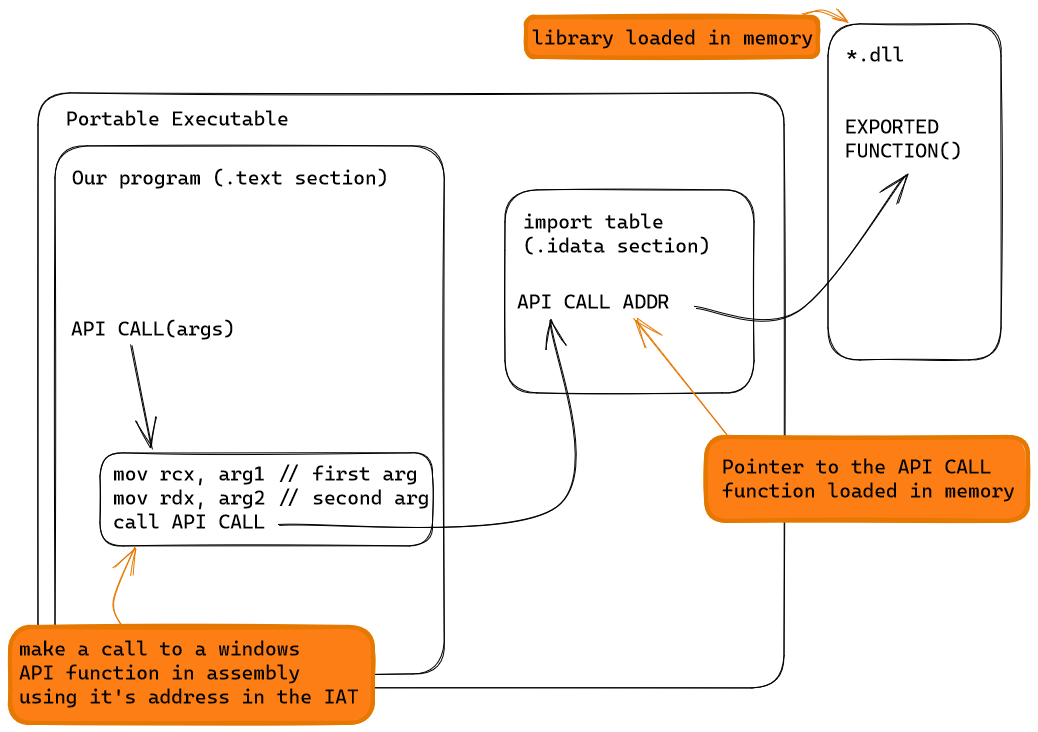 library loaded in memory
*.dll
EXPORTED
FUNCTION()
Portable Executable
Our program (.text section)
import table
(.idata section)
API CALL ADDR
API CALL(args)
mov rcx, arg1 // first arg
mov rdx, arg2 // second arg
call API CALL
Pointer to the API CALL
function loaded in memory
make a call to a windows
API function in assembly
using it's address in the IAT